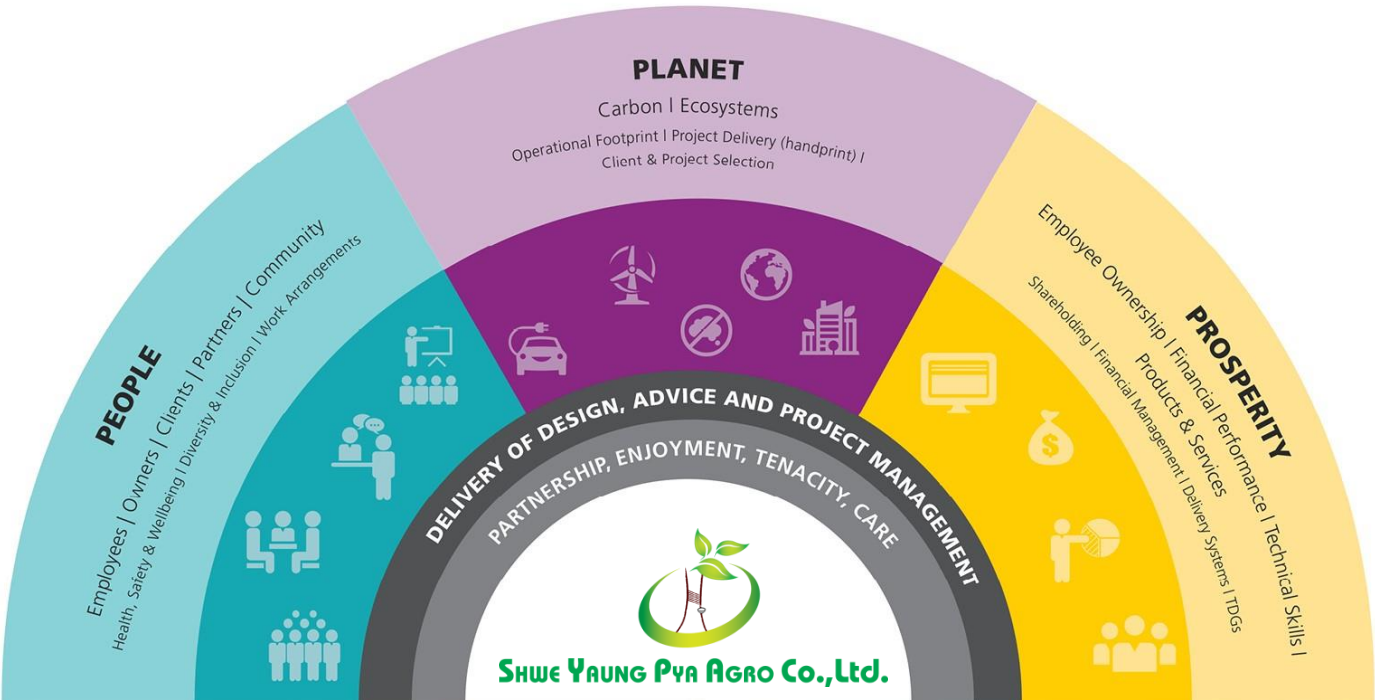 PLANET
Carbon | Ecosystems
Operational Footprint | Project Delivery (handprint) |
Client & Project Selection
PEOPLE
Employees | Owners | Clients | Partners | Community
Health, Safety & Wellbeing | Diversity & Inclusion | Work Arrangements
PROSPERITY
Employee Ownership | Financial Performance | Technical Skills |
Products & Services
Shareholding | Financial Management | Delivery Systems | TDGs
DELIVERY OF DESIGN, ADVICE AND PROJECT MANAGEMENT
PARTNERSHIP, ENJOYMENT, TENACITY, CARE
$
SHWE YAUNG PYA AGRO CO.,LTD.